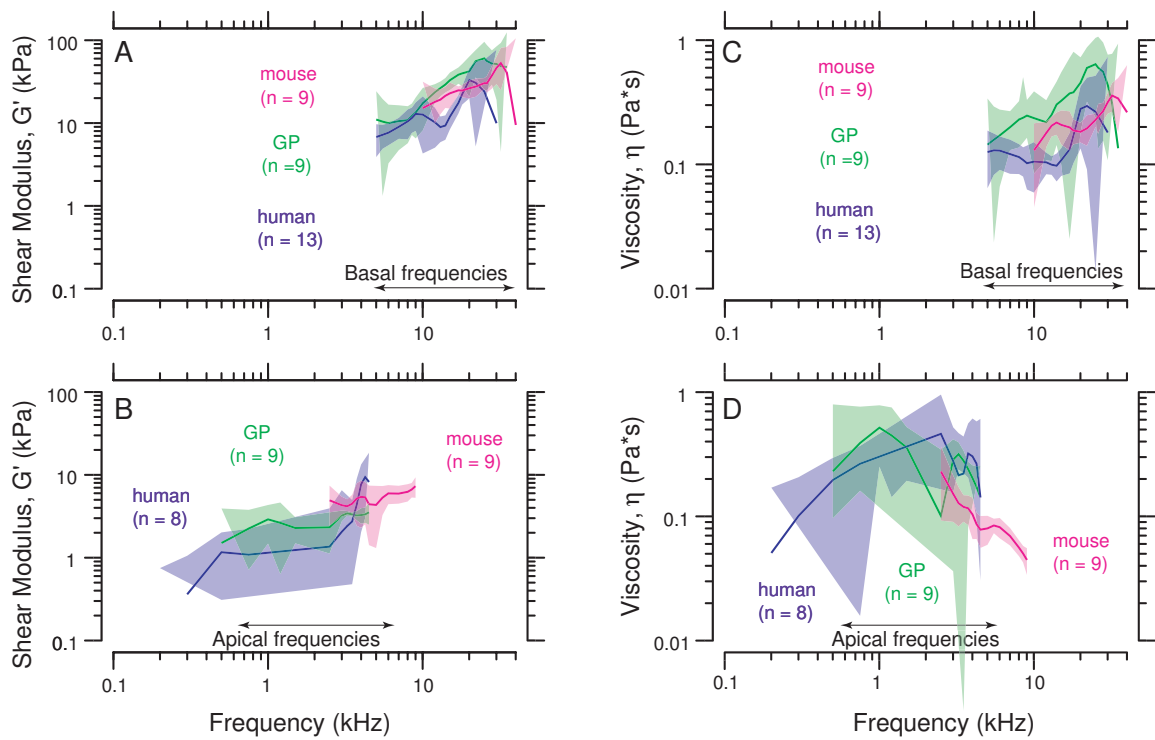 A
Shear Modulus, G' (kPa)
100
10
1
0.1
mouse
(n = 9)
GP
(n =9)
human
(n = 13)
Basal frequencies
0.1
1
10
C
Viscosity, η (Pa*s)
1
0.1
0.01
mouse
(n = 9)
GP
(n =9)
human
(n = 13)
Basal frequencies
0.1
1
10
B
Shear Modulus, G' (kPa)
100
10
1
0.1
GP
(n = 9)
mouse
(n = 9)
human
(n = 8)
Apical frequencies
0.1
1
10
Frequency (kHz)
D
Viscosity, η (Pa*s)
1
0.1
0.01
mouse
(n = 9)
GP
(n = 9)
human
(n = 8)
Apical frequencies
0.1
1
10
Frequency (kHz)